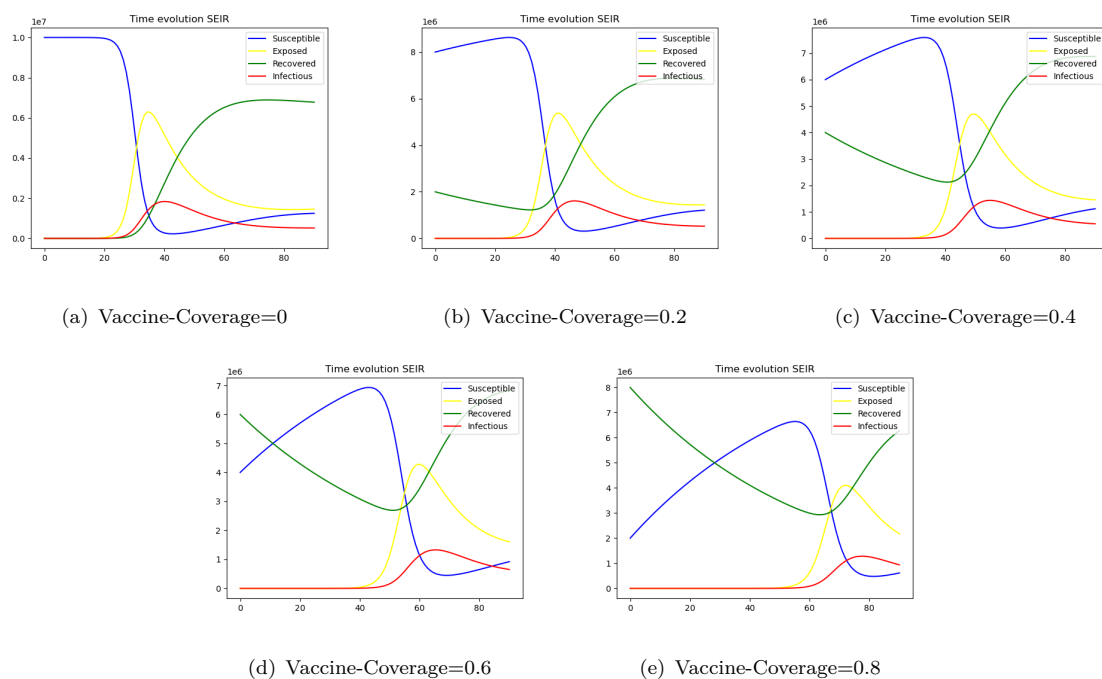 Time evolution SEIR
1e7
Susceptible
Exposed
Recovered
Infectious
1.0
0.8
0.6
0.4
0.2
0.0
0 20 40 60 80
(a) Vaccine-Coverage=0
Time evolution SEIR
1e6
Susceptible
Exposed
Recovered
Infectious
8
6
4
2
0
0 20 40 60 80
(b) Vaccine-Coverage=0.2
Time evolution SEIR
1e6
Susceptible
Exposed
Recovered
Infectious
7
6
5
4
3
2
1
0
0 20 40 60 80
(c) Vaccine-Coverage=0.4
Time evolution SEIR
1e6
Susceptible
Exposed
Recovered
Infectious
7
6
5
4
3
2
1
0
0 20 40 60 80
(d) Vaccine-Coverage=0.6
Time evolution SEIR
1e6
Susceptible
Exposed
Recovered
Infectious
8
7
6
5
4
3
2
1
0
0 20 40 60 80
(e) Vaccine-Coverage=0.8